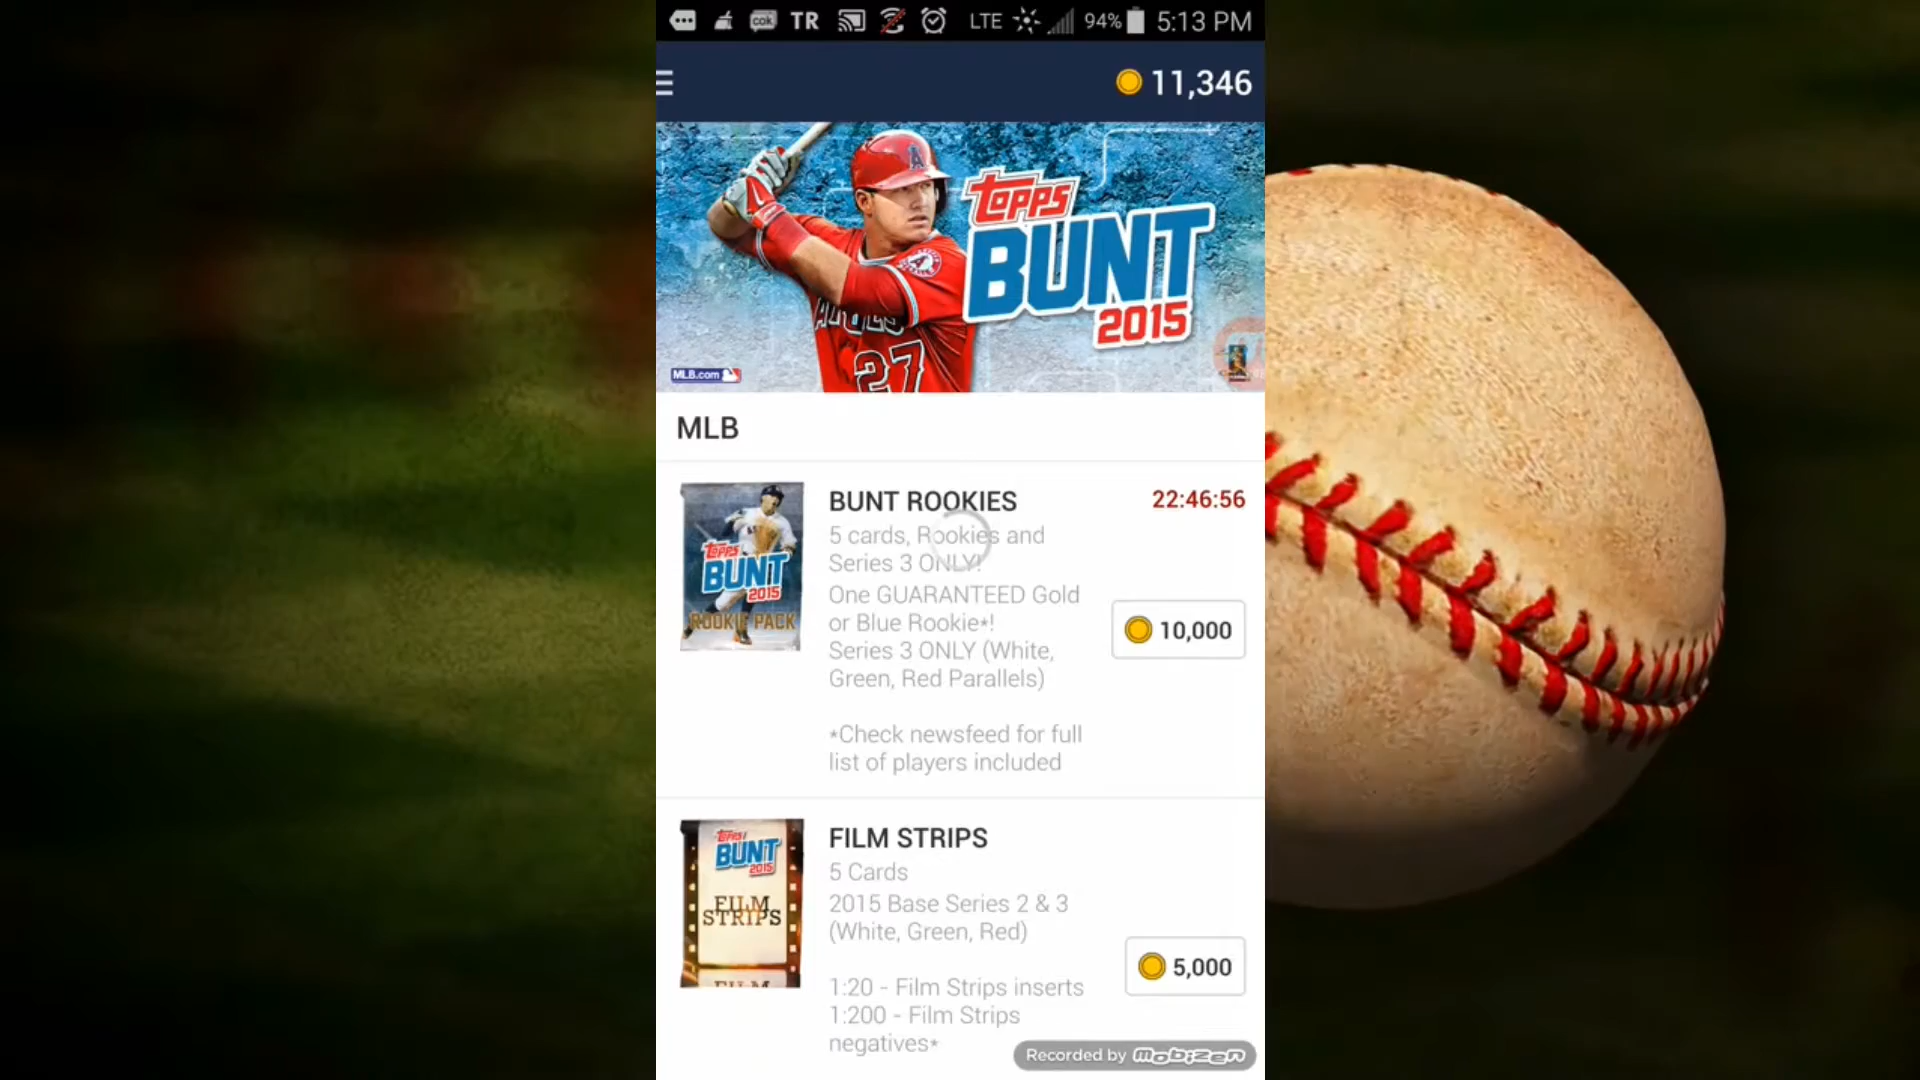 cok TR LTE 94% 5:13 PM
11,346
TOPPS
BUNT
2015
A
ANGELS
27
MLB.com
MLB
TOPPS
BUNT
2015
ROOKIE PACK
BUNT ROOKIES
22:46:56
5 cards, Rookies and
Series 3 ONLY!
One GUARANTEED Gold
or Blue Rookie*!
Series 3 ONLY (White,
Green, Red Parallels)
10,000
*Check newsfeed for full
list of players included
TOPPS
BUNT
2015
FILM
STRIPS
FILM
FILM STRIPS
5 Cards
2015 Base Series 2 & 3
(White, Green, Red)
5,000
1:20 - Film Strips inserts
1:200 - Film Strips
negatives*
Recorded by mobizen